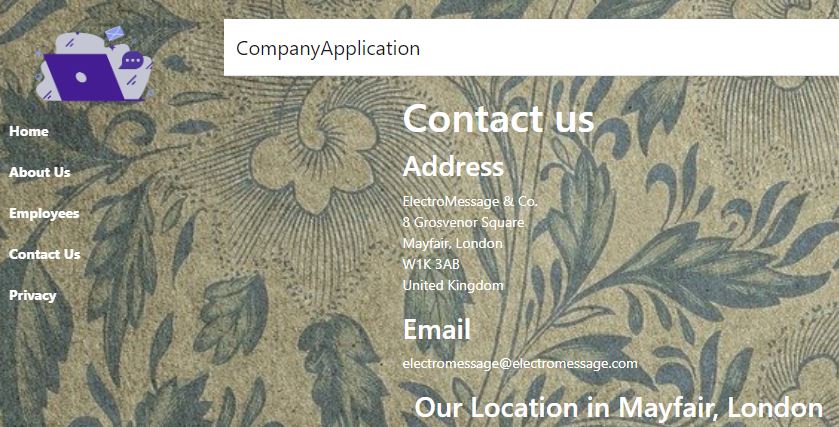 CompanyApplication
Home
About Us
Employees
Contact Us
Privacy
Contact us
Address
ElectroMessage & Co.
8 Grosvenor Square
Mayfair, London
W1K 3AB
United Kingdom
Email
electromessage@electromessage.com
Our Location in Mayfair, London